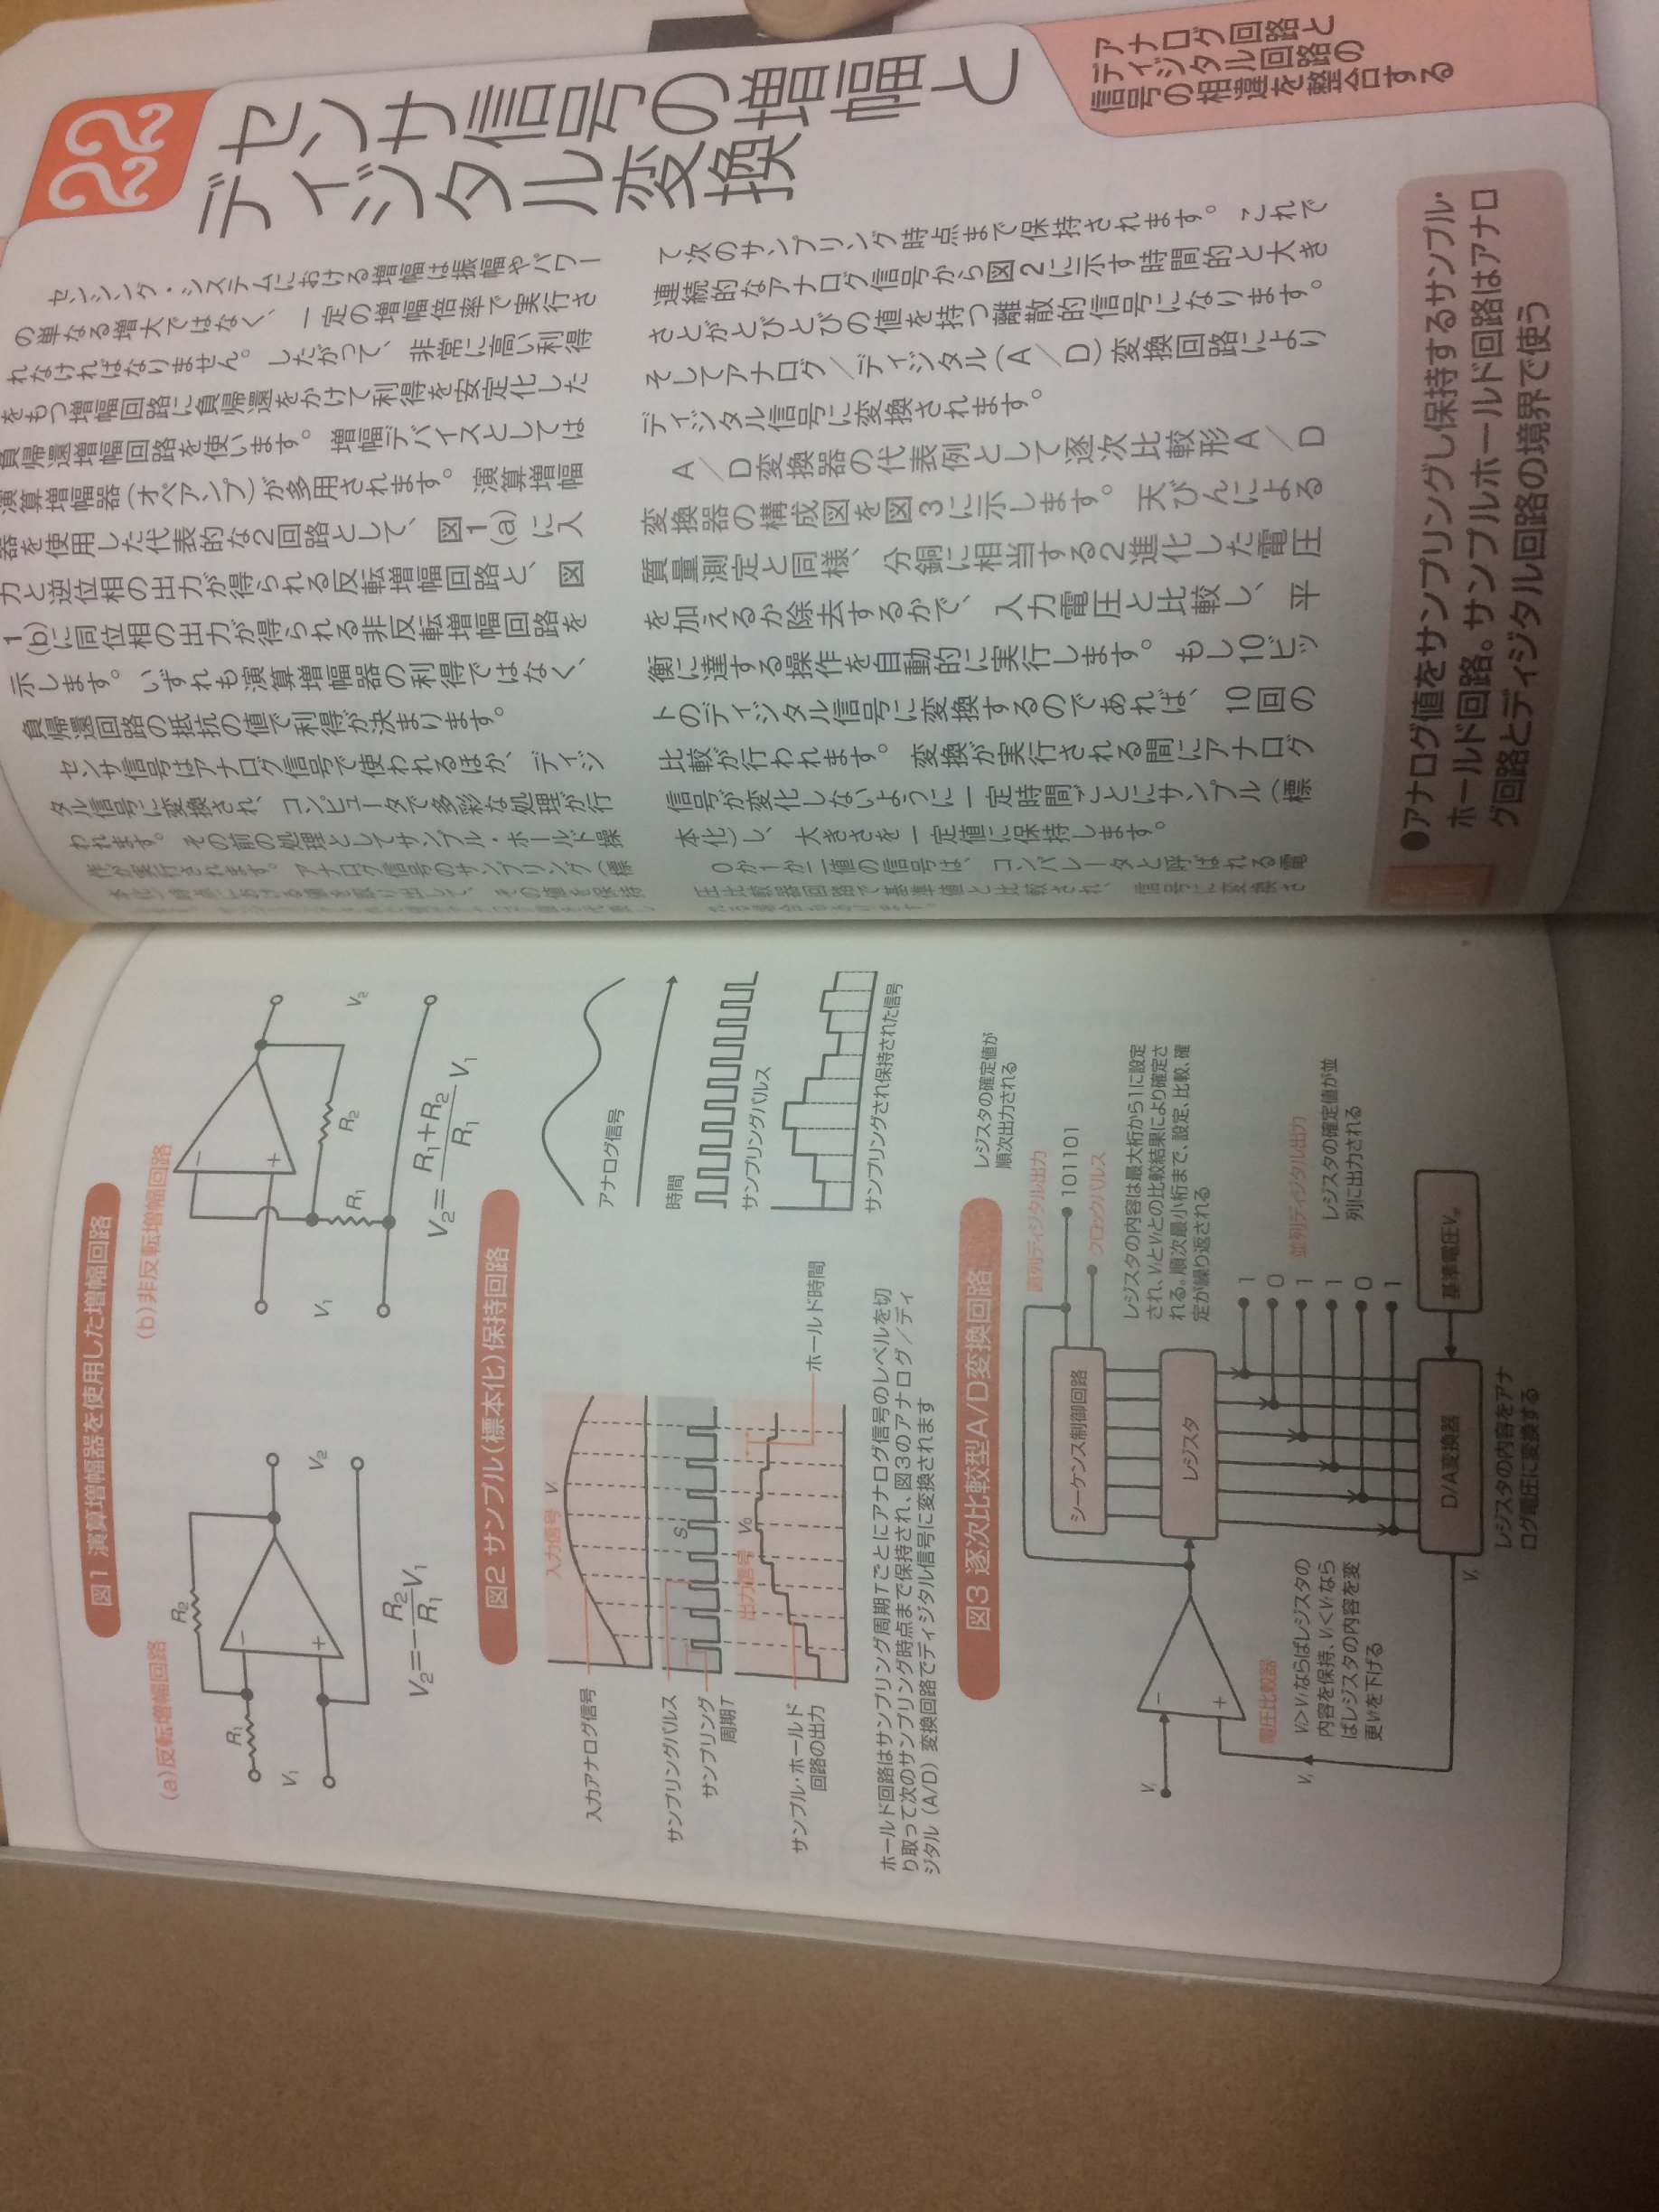 22
センサ信号の増幅と
ディジタル変換
アナログ回路と
ディジタル回路の
信号の相違を整合する
センシング・システムにおける増幅は振幅やパワー
の単なる増大ではなく、一定の増幅倍率で実行さ
れなければなりません。したがって、非常に高い利得
をもつ増幅回路に負帰還をかけて利得を安定化した
負帰還増幅回路を使います。増幅デバイスとしては
演算増幅器(オペアンプ)が多用されます。演算増幅
器を使用した代表的な2回路として、図1(a)に入
力と逆位相の出力が得られる反転増幅回路と、図
1(b)に同位相の出力が得られる非反転増幅回路を
示します。いずれも演算増幅器の利得ではなく、
負帰還回路の抵抗の値で利得が決まります。
センサ信号はアナログ信号で使われるほか、ディジ
タル信号に変換され、コンピュータで多彩な処理が行
われます。その前の処理としてサンプル・ホールド操
作が実行されます。アナログ信号のサンプリング(標
本化)時点における値を取り出して、その値を保持
て次のサンプリング時点まで保持されます。これで
連続的なアナログ信号から図2に示す時間的と大き
さとがとびとびの値を持つ離散的信号になります。
そしてアナログ/ディジタル(A/D)変換回路により
ディジタル信号に変換されます。
A/D変換器の代表例として逐次比較形A/D
変換器の構成図を図3に示します。天びんによる
質量測定と同様、分銅に相当する2進化した電圧
を加えるか除去するかで、入力電圧と比較し、平
衡に達する操作を自動的に実行します。もし10ビッ
トのディジタル信号に変換するのであれば、10回の
比較が行われます。変換が実行される間にアナログ
信号が変化しないように一定時間ごとにサンプル(標
本化)し、大きさを一定値に保持します。
0か1か二値の信号は、コンパレータと呼ばれる電
圧比較器回路で基準値と比較され、信号に変換さ
れる場合もあります。
●アナログ値をサンプリングし保持するサンプル・
ホールド回路。サンプルホールド回路はアナロ
グ回路とディジタル回路の境界で使う
図1 演算増幅器を使用した増幅回路
(a)反転増幅回路
R₂
R₁
−
+
V₁
V₂
V₂=−R₂/R₁V₁
(b)非反転増幅回路
−
+
V₁
R₁
R₂
V₂
V₂=R₁+R₂/R₁ V₁
図2 サンプル(標本化)保持回路
入力信号 Vᵢ
入力アナログ信号
サンプリングパルス
S
サンプリング
周期T
出力信号 V₀
サンプル・ホールド
回路の出力
ホールド時間
アナログ信号
時間
サンプリングパルス
サンプリングされ保持された信号
ホールド回路はサンプリング周期Tごとにアナログ信号のレベルを切
り取って次のサンプリング時点まで保持され、図3のアナログ/ディ
ジタル(A/D)変換回路でディジタル信号に変換されます
図3 逐次比較型A/D変換回路
レジスタの確定値が
順次出力される
直列ディジタル出力
101101
クロックパルス
シーケンス制御回路
レジスタの内容は最大桁から1に設定
され、VᵢとVfとの比較結果により確定さ
れる。順次最小桁まで、設定、比較、確
定が繰り返される
レジスタ
Vᵢ
−
+
電圧比較器
Vᵢ>Vfならばレジスタの
内容を保持、Vᵢ<Vfなら
ばレジスタの内容を変
更Vfを下げる
1
0
1
1
0
1
並列ディジタル出力
レジスタの確定値が並
列に出力される
Vf
D/A変換器
基準電圧
Vf
レジスタの内容をアナ
ログ電圧に変換する